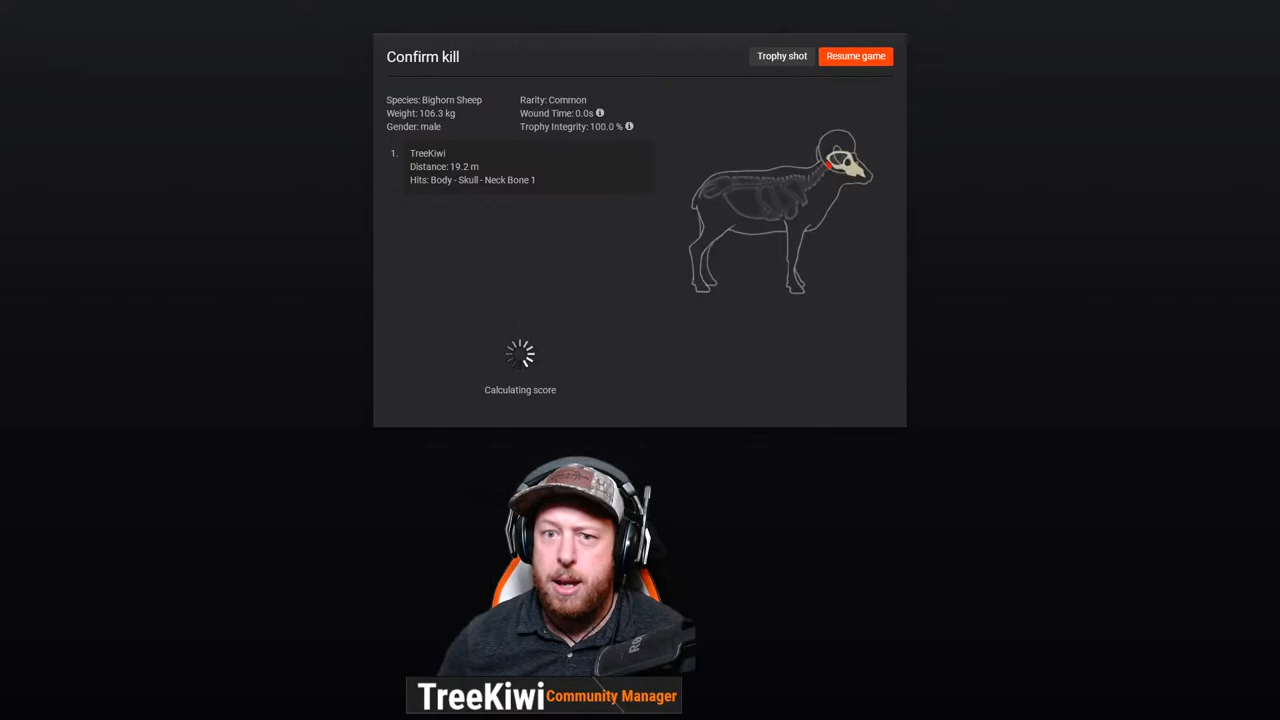 Confirm kill
Trophy shot
Resume game
Species: Bighorn Sheep
Weight: 106.3 kg
Gender: male
Rarity: Common
Wound Time: 0.0s
Trophy Integrity: 100.0 %
1. TreeKiwi
Distance: 19.2 m
Hits: Body - Skull - Neck Bone 1
Calculating score
TreeKiwi Community Manager